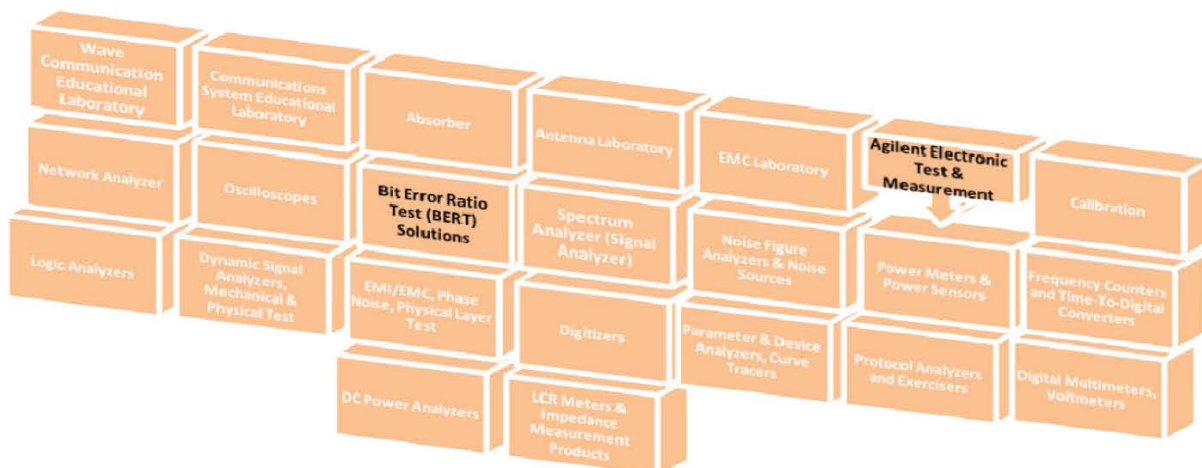 Wave
Communication
Educational
Laboratory
Communications
System Educational
Laboratory
Absorber
Antenna Laboratory
EMC Laboratory
Agilent Electronic
Test &
Measurement
Calibration
Network Analyzer
Oscilloscopes
Bit Error Ratio
Test (BERT)
Solutions
Spectrum
Analyzer (Signal
Analyzer)
Noise Figure
Analyzers & Noise
Sources
Power Meters &
Power Sensors
Frequency Counters
and Time-To-Digital
Converters
Logic Analyzers
Dynamic Signal
Analyzers,
Mechanical &
Physical Test
EMI/EMC, Phase
Noise, Physical Layer
Test
Digitizers
Parameter & Device
Analyzers, Curve
Tracers
Protocol Analyzers
and Exercisers
Digital Multimeters,
Voltmeters
DC Power Analyzers
LCR Meters &
Impedance
Measurement
Products